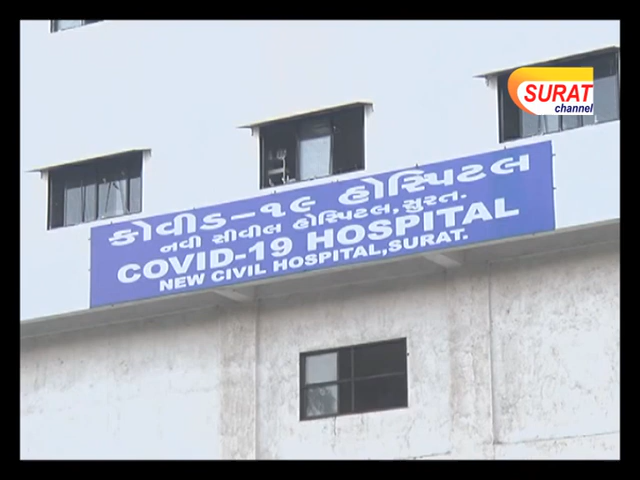 SURAT
channel
કોવીડ-૧૯ હોસ્પિટલ
નવી સીવીલ હોસ્પિટલ, સુરત.
COVID-19 HOSPITAL
NEW CIVIL HOSPITAL,SURAT.